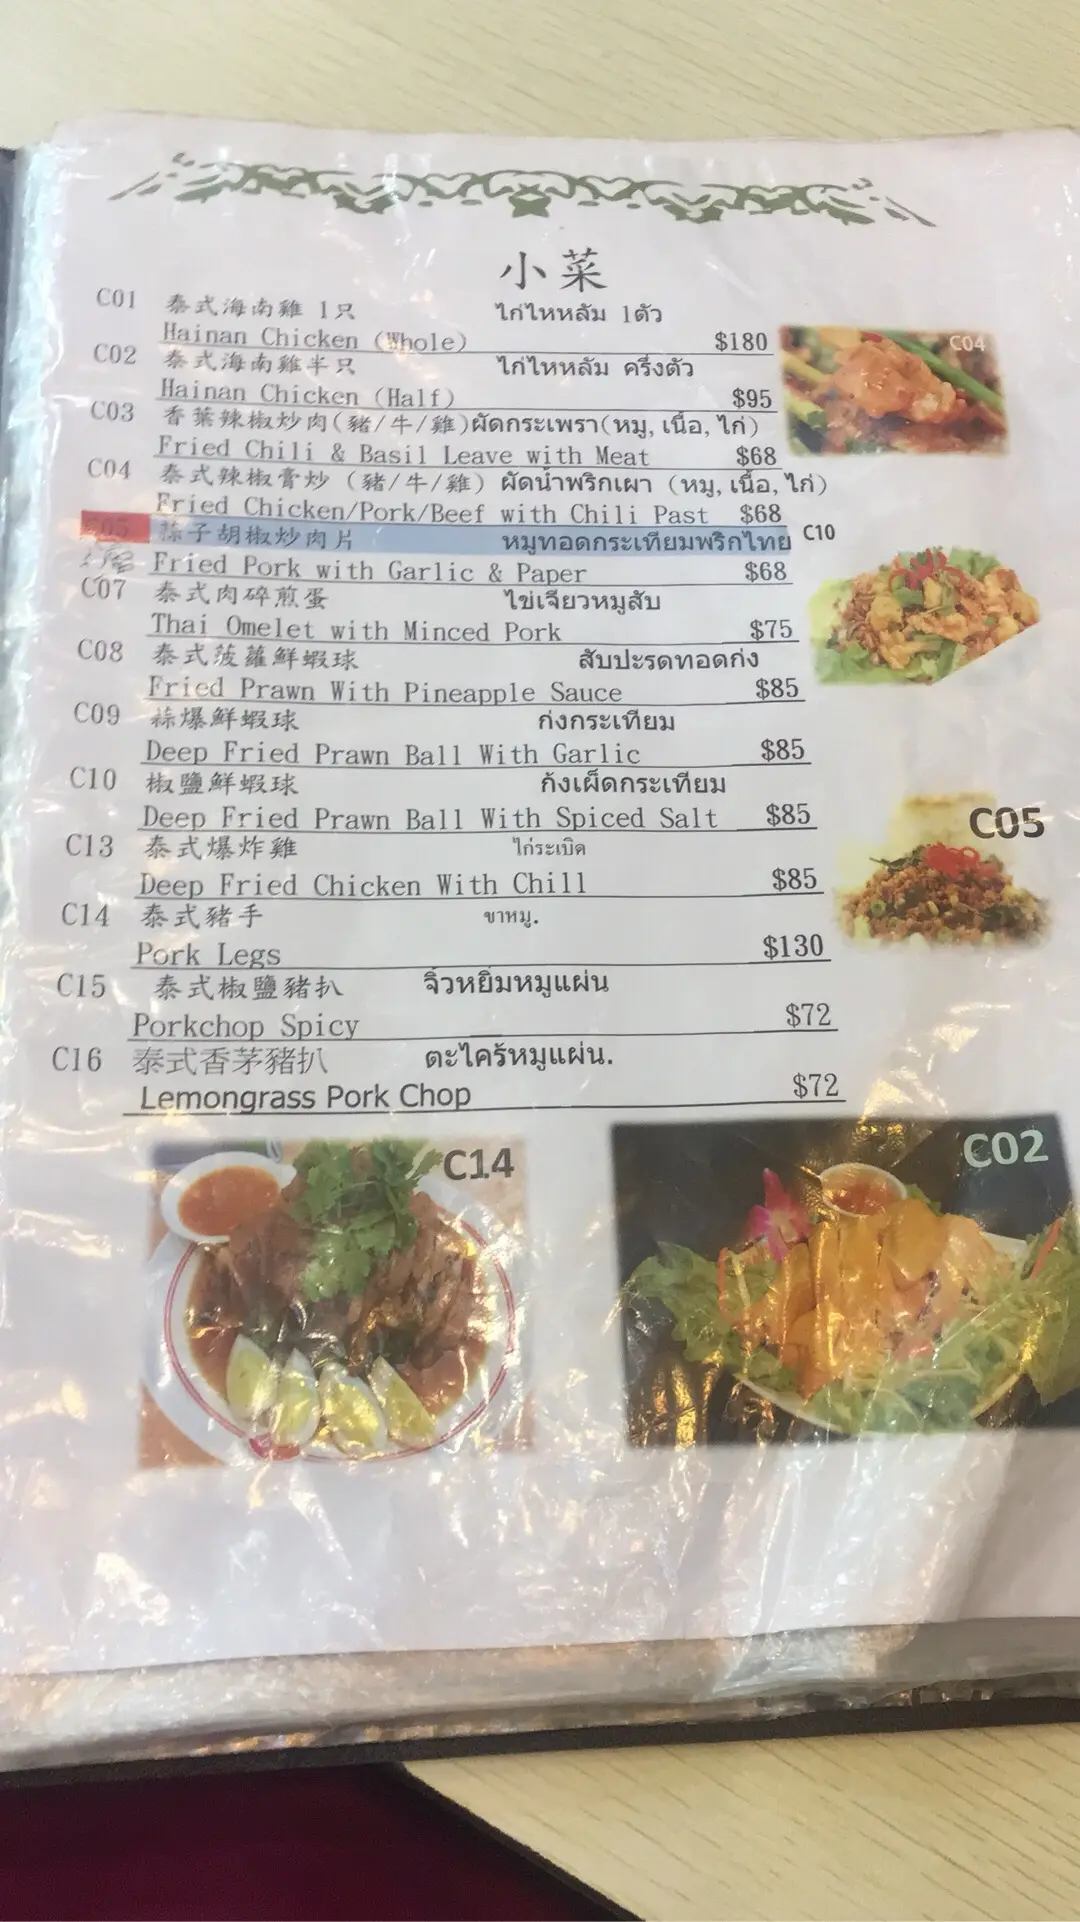 小菜
C01 泰式海南雞 1只 ไก่ไหหลัม 1ตัว
Hainan Chicken (Whole) $180
C02 泰式海南雞半只 ไก่ไหหลัม ครึ่งตัว
Hainan Chicken (Half) $95
C03 香葉辣椒炒肉(豬/牛/雞)ผัดกระเพรา(หมู, เนื้อ, ไก่)
Fried Chili & Basil Leave with Meat $68
C04 泰式辣椒膏炒 (豬/牛/雞) ผัดน้ำพริกเผา (หมู, เนื้อ, ไก่)
Fried Chicken/Pork/Beef with Chili Past $68
C05 蒜子胡椒炒肉片 หมูทอดกระเทียมพริกไทย
Fried Pork with Garlic & Paper $68
C07 泰式肉碎煎蛋 ไข่เจียวหมูสับ
Thai Omelet with Minced Pork $75
C08 泰式菠蘿鮮蝦球 สับปะรดทอดก่ง
Fried Prawn With Pineapple Sauce $85
C09 蒜爆鮮蝦球 ก่งกระเทียม
Deep Fried Prawn Ball With Garlic $85
C10 椒鹽鮮蝦球 ก้งเผ็ดกระเทียม
Deep Fried Prawn Ball With Spiced Salt $85
C13 泰式爆炸雞 ไก่ระเบิด
Deep Fried Chicken With Chill $85
C14 泰式豬手 ขาหมู.
Pork Legs $130
C15 泰式椒鹽豬扒 จิ๋วหยิ่มหมูแผ่น
Porkchop Spicy $72
C16 泰式香茅豬扒 ตะไคร้หมูแผ่น.
Lemongrass Pork Chop $72
C04
C10
C05
C14
C02